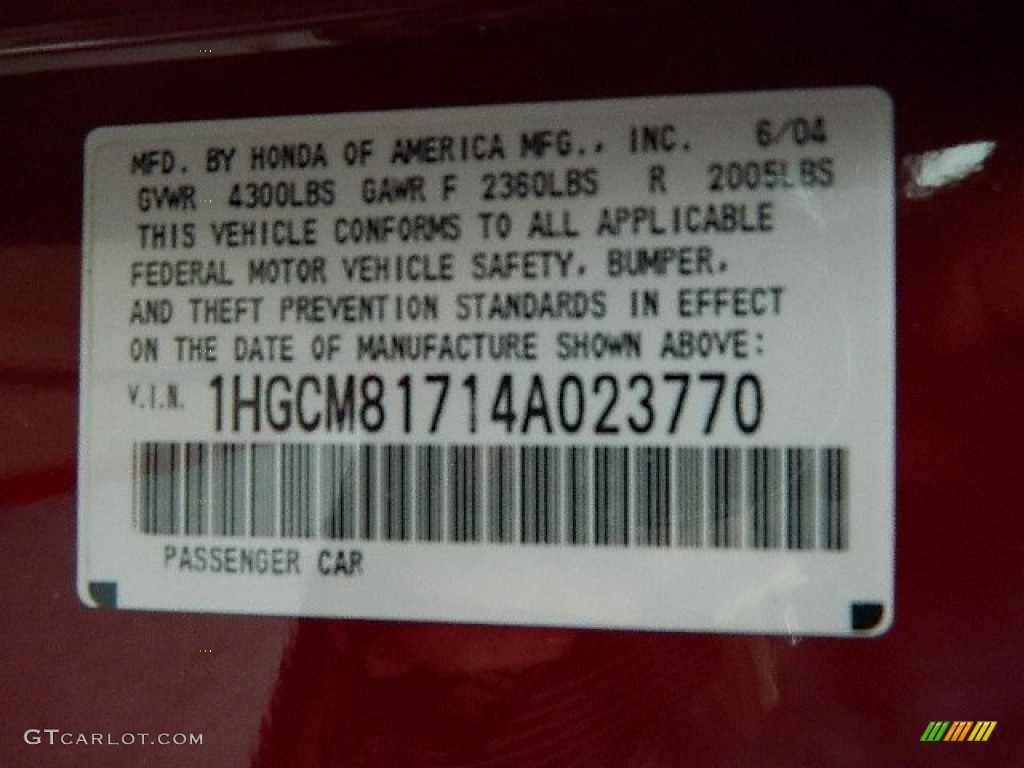 MFD. BY HONDA OF AMERICA MFG., INC. 6/04
GVWR 4300LBS GAWR F 2360LBS R 2005LBS
THIS VEHICLE CONFORMS TO ALL APPLICABLE
FEDERAL MOTOR VEHICLE SAFETY, BUMPER,
AND THEFT PREVENTION STANDARDS IN EFFECT
ON THE DATE OF MANUFACTURE SHOWN ABOVE:
V.I.N. 1HGCM81714A023770
PASSENGER CAR
GTCARLOT.COM